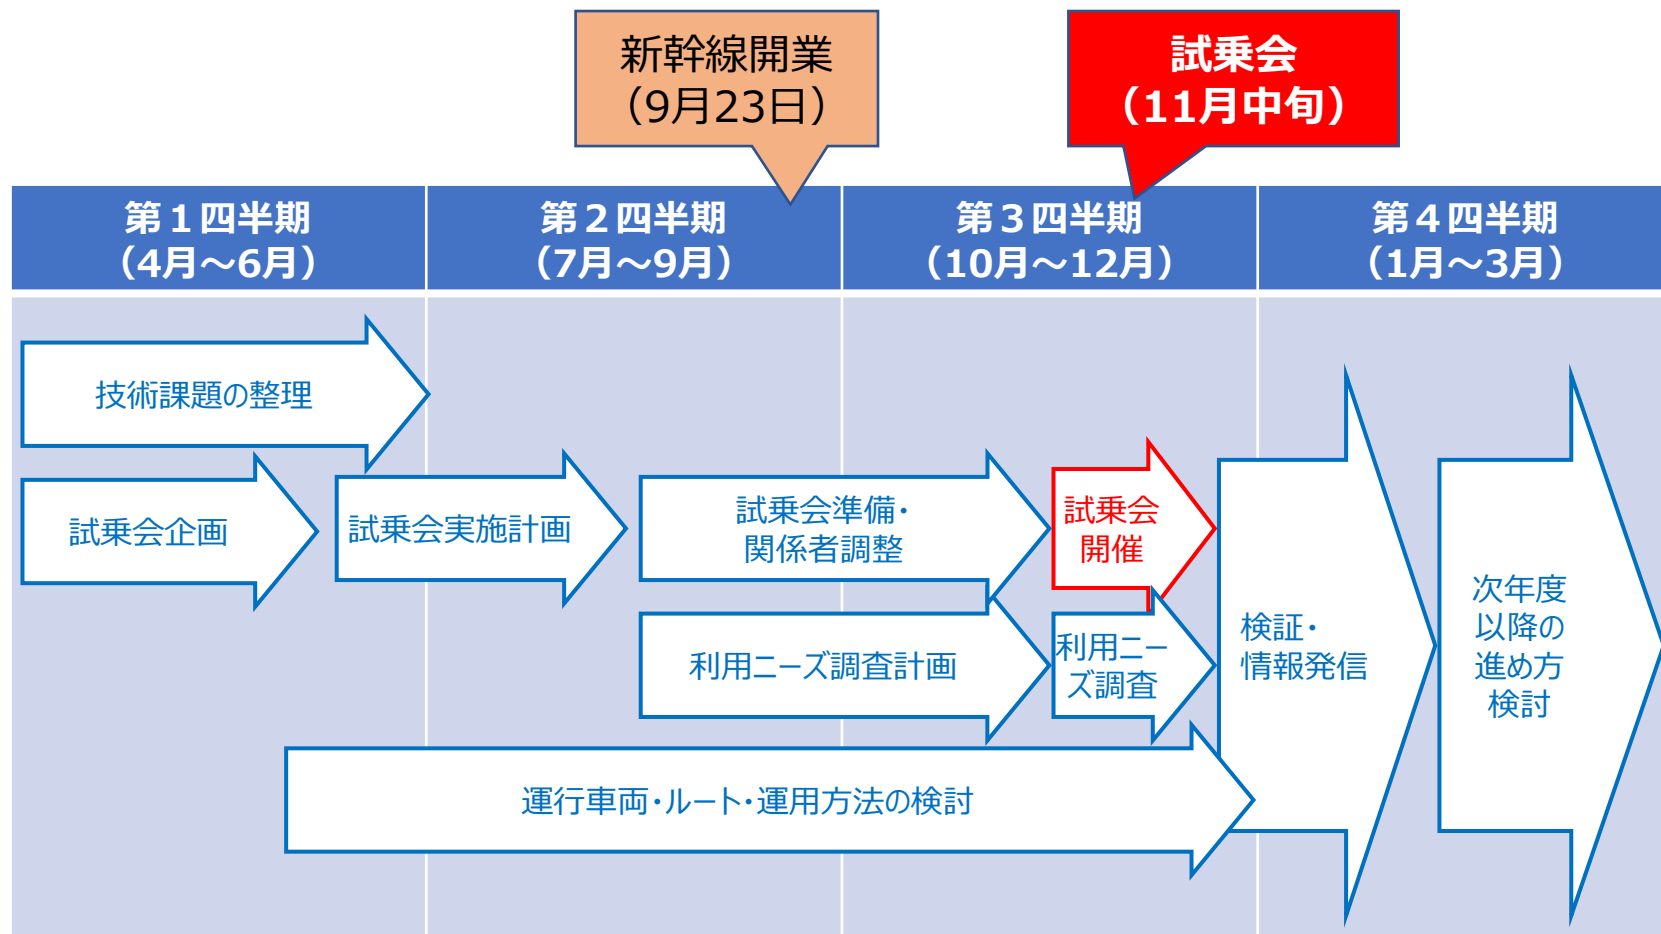 新幹線開業
（9月23日）
試乗会
（11月中旬）
第１四半期
（4月～6月）
第２四半期
（7月～9月）
第３四半期
（10月～12月）
第４四半期
（1月～3月）
技術課題の整理
試乗会企画
試乗会実施計画
試乗会準備・
関係者調整
試乗会
開催
利用ニーズ調査計画
利用ニー
ズ調査
運行車両・ルート・運用方法の検討
検証・
情報発信
次年度
以降の
進め方
検討